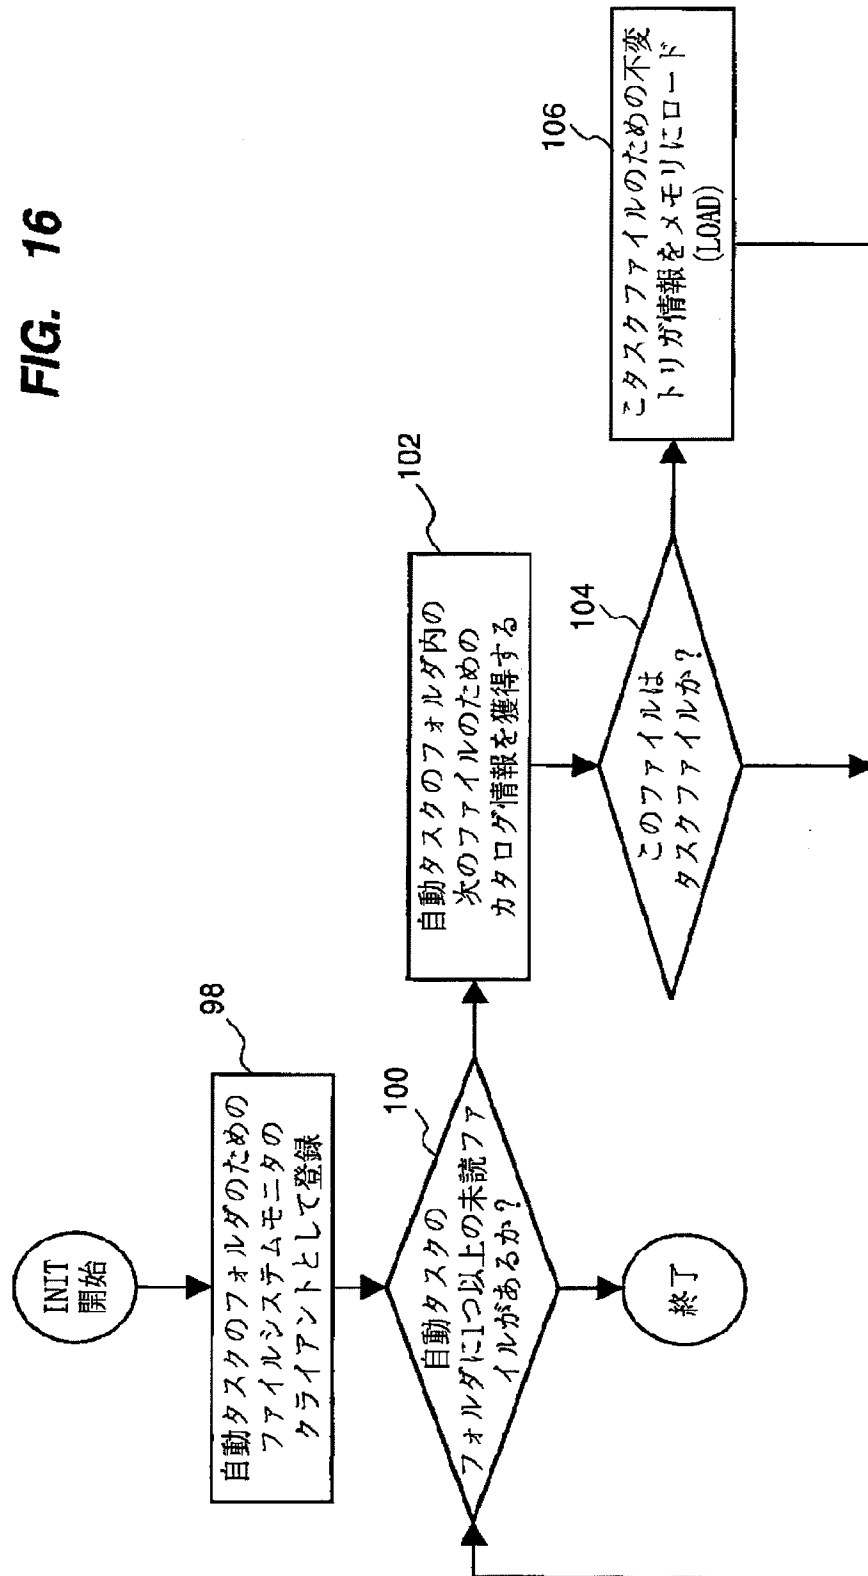 FIG. 16
INIT
開始
98
自動タスクのフォルダのための
ファイルシステムモニタの
クライアントとして登録
100
自動タスクの
フォルダに1つ以上の未読ファ
イルがあるか?
終了
102
自動タスクのフォルダ内の
次のファイルのための
カタログ情報を獲得する
104
このファイルは
タスクファイルか?
106
こタスクファイルのための不変
トリガ情報をメモリにロード
(LOAD)